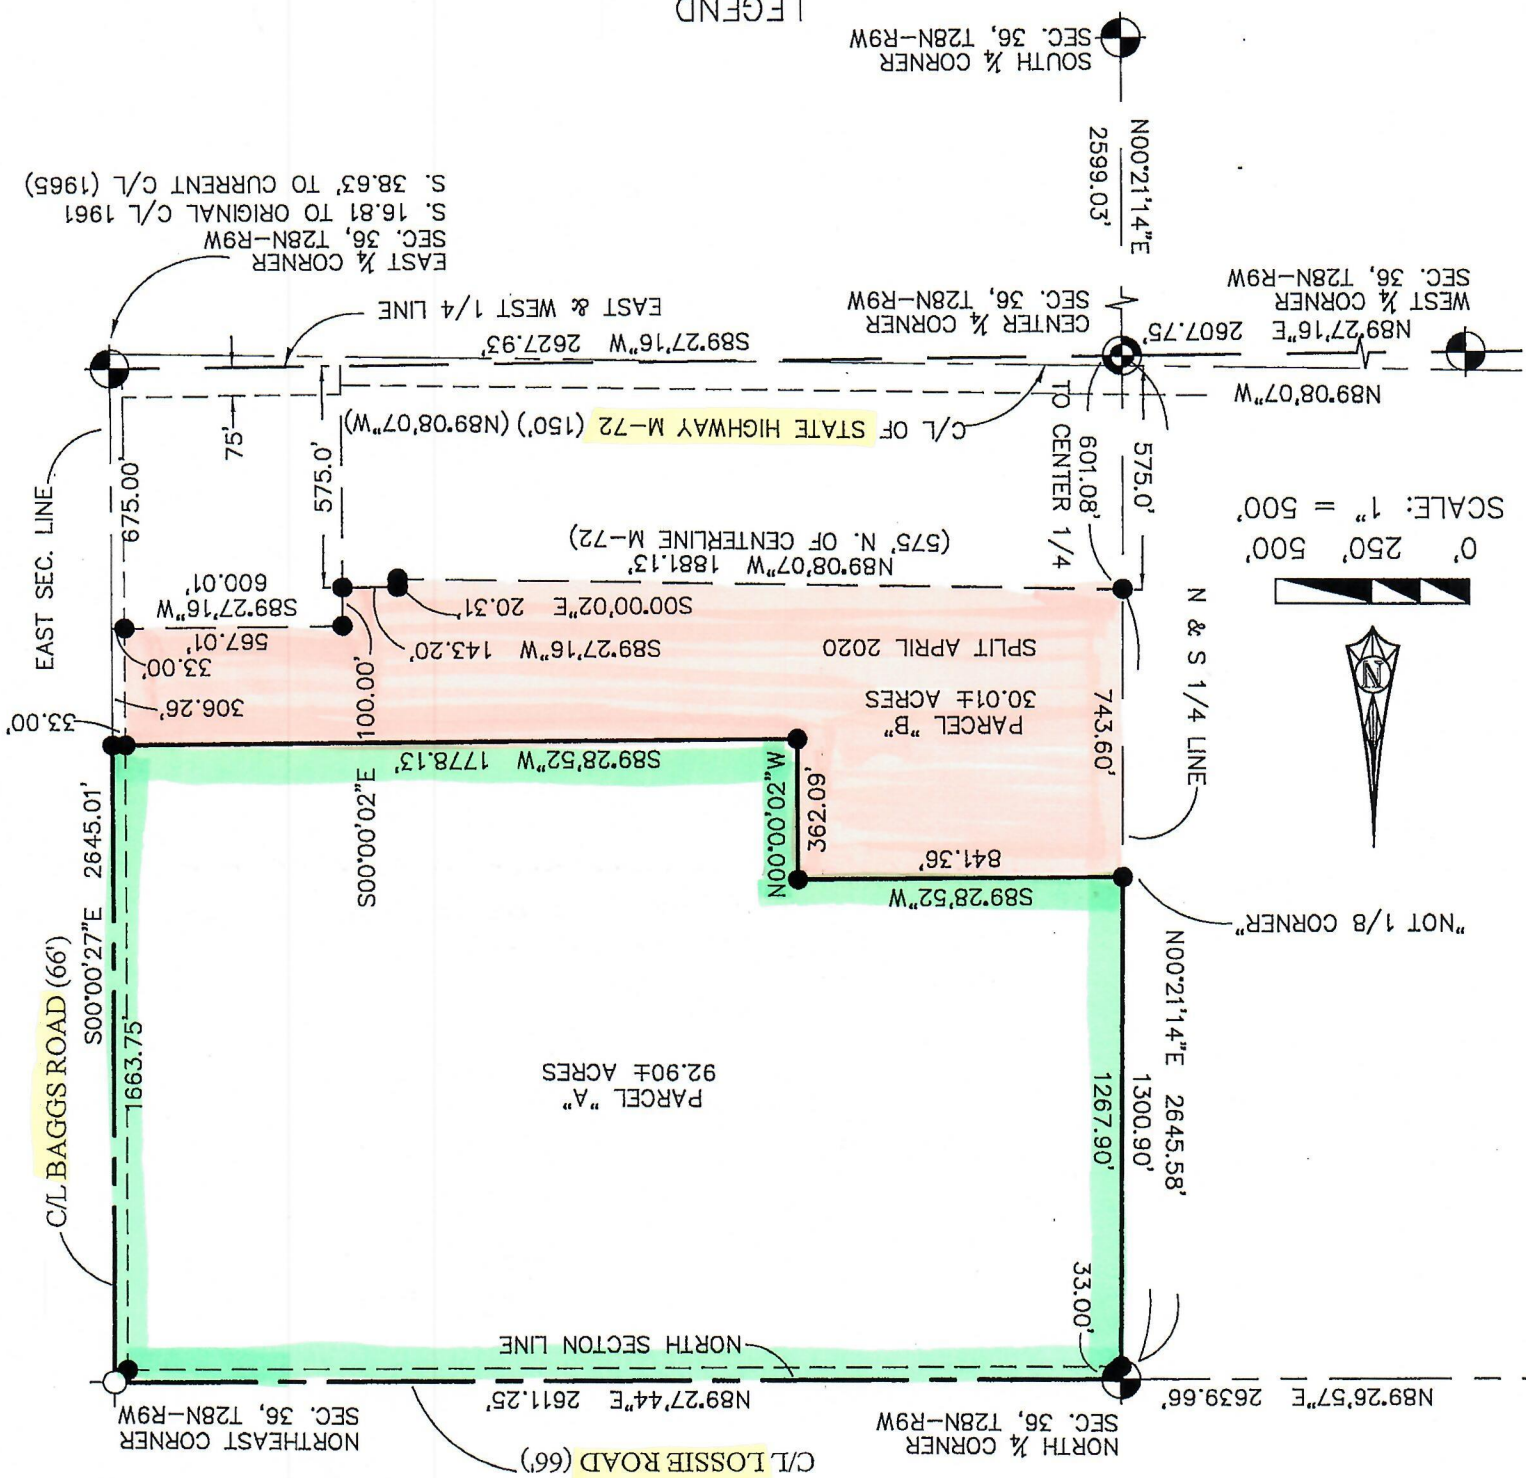 C/L LOSSIE ROAD (66')
NORTH ¼ CORNER
SEC. 36, T28N-R9W
NORTHEAST CORNER
SEC. 36, T28N-R9W
N89°26'57"E 2639.66'
N89°27'44"E 2611.25'
NORTH SECTON LINE
33.00'
1267.90'
1300.90'
N00°21'14"E 2645.58'
PARCEL "A"
92.90± ACRES
C/L BAGGS ROAD (66')
1663.75'
S00°00'27"E 2645.01'
"NOT 1/8 CORNER"
S89°28'52"W
841.36'
N00°00'02"W
362.09'
S89°28'52"W 1778.13'
S00°00'02"E
100.00'
33.00'
306.26'
33.00'
567.01'
S89°27'16"W
600.01'
N & S 1/4 LINE
743.60'
PARCEL "B"
30.01± ACRES
SPLIT APRIL 2020
S89°27'16"W 143.20'
S00°00'02"E 20.31'
N89°08'07"W 1881.13'
(575' N. OF CENTERLINE M-72)
N
0' 250' 500'
SCALE: 1" = 500'
575.0'
601.08'
TO CENTER 1/4
575.0'
675.00'
75'
EAST SEC. LINE
C/L OF STATE HIGHWAY M-72 (150') (N89°08'07"W)
N89°08'07"W
N89°27'16"E 2607.75'
WEST ¼ CORNER
SEC. 36, T28N-R9W
CENTER ¼ CORNER
SEC. 36, T28N-R9W
S89°27'16"W 2627.93'
EAST & WEST 1/4 LINE
EAST ¼ CORNER
SEC. 36, T28N-R9W
S. 16.81 TO ORIGINAL C/L 1961
S. 38.63' TO CURRENT C/L (1965)
N00°21'14"E
2599.03'
SOUTH ¼ CORNER
SEC. 36, T28N-R9W
LEGEND